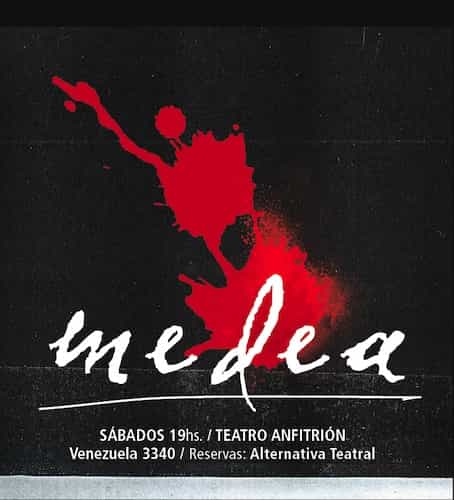 medea
SÁBADOS 19hs. / TEATRO ANFITRIÓN
Venezuela 3340 / Reservas: Alternativa Teatral